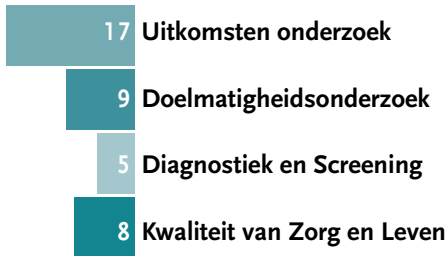 17 Uitkomsten onderzoek
9 Doelmatigheidsonderzoek
5 Diagnostiek en Screening
8 Kwaliteit van Zorg en Leven